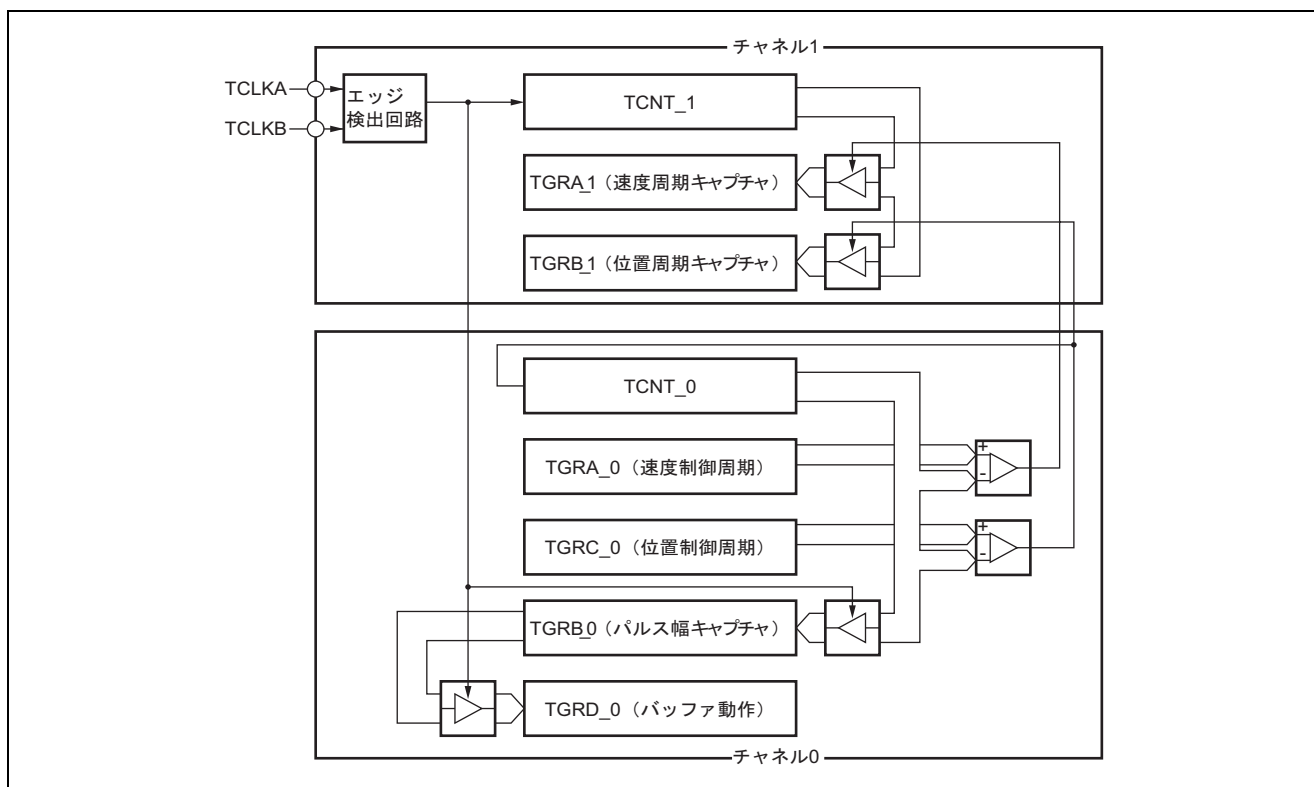 チャネル1
TCLKA
TCLKB
エッジ
検出回路
TCNT_1
TGRA_1（速度周期キャプチャ）
TGRB_1（位置周期キャプチャ）
TCNT_0
TGRA_0（速度制御周期）
+
-
TGRC_0（位置制御周期）
+
-
TGRB_0（パルス幅キャプチャ）
TGRD_0（バッファ動作）
チャネル0